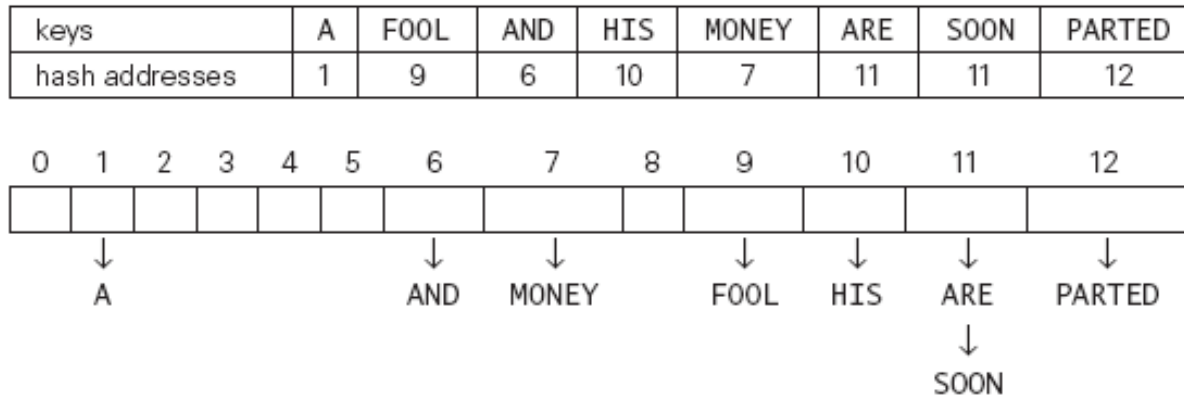 keys A FOOL AND HIS MONEY ARE SOON PARTED
hash addresses 1 9 6 10 7 11 11 12
0 1 2 3 4 5 6 7 8 9 10 11 12
A AND MONEY FOOL HIS ARE PARTED
SOON